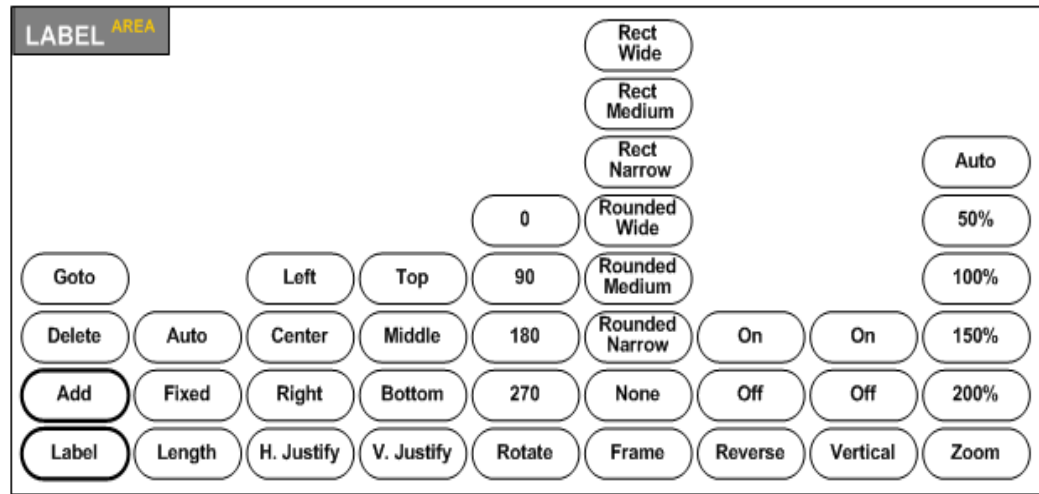 LABEL AREA
Rect
Wide
Rect
Medium
Rect
Narrow
Auto
0
Rounded
Wide
50%
Goto
Left
Top
90
Rounded
Medium
100%
Delete
Auto
Center
Middle
180
Rounded
Narrow
On
On
150%
Add
Fixed
Right
Bottom
270
None
Off
Off
200%
Label
Length
H. Justify
V. Justify
Rotate
Frame
Reverse
Vertical
Zoom